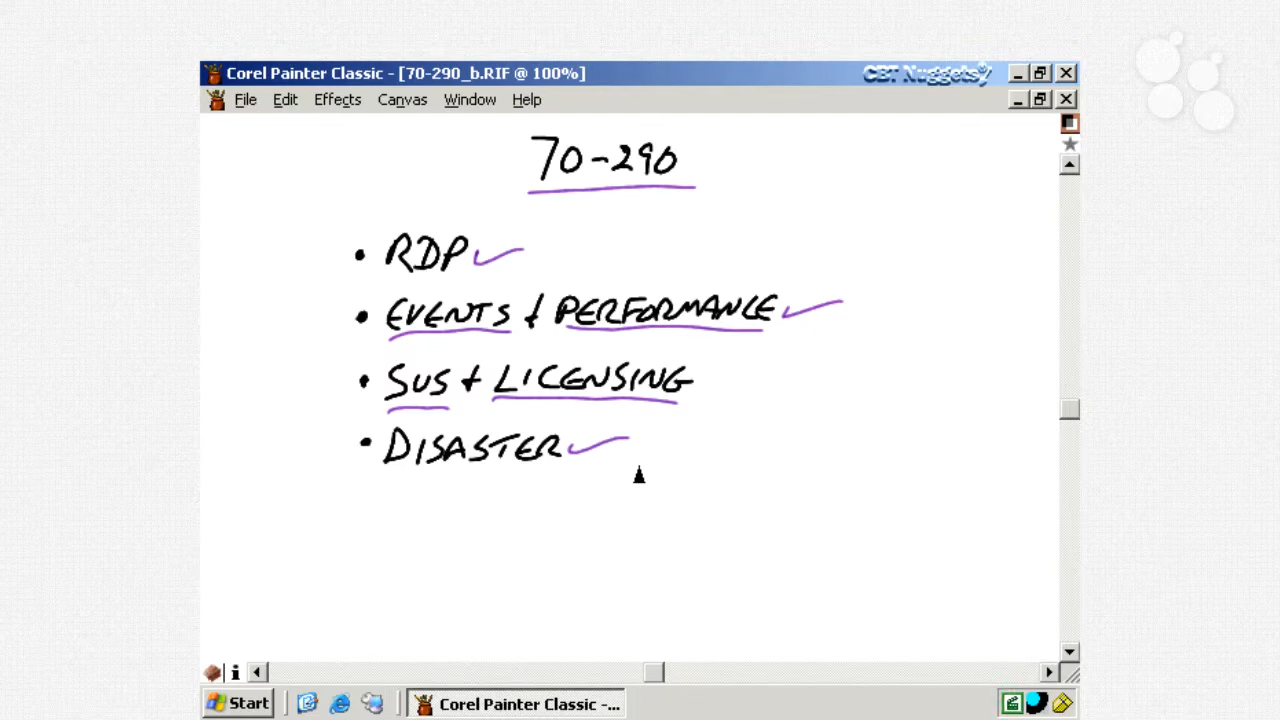 Corel Painter Classic - [70-290_b.RIF @ 100%]
CBT Nuggets
File Edit Effects Canvas Window Help
70-290
• RDP
• EVENTS & PERFORMANCE
• SUS & LICENSING
• DISASTER
Start
Corel Painter Classic -...